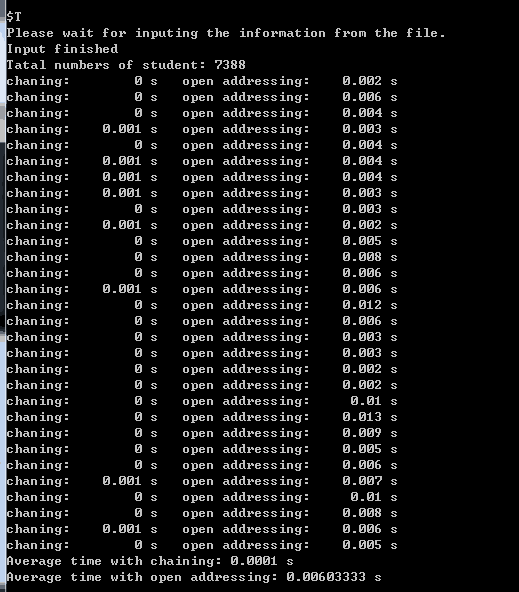 $T
Please wait for inputing the information from the file.
Input finished
Tatal numbers of student: 7388
chaning: 0 s open addressing: 0.002 s
chaning: 0 s open addressing: 0.006 s
chaning: 0 s open addressing: 0.004 s
chaning: 0.001 s open addressing: 0.003 s
chaning: 0 s open addressing: 0.004 s
chaning: 0.001 s open addressing: 0.004 s
chaning: 0.001 s open addressing: 0.004 s
chaning: 0.001 s open addressing: 0.003 s
chaning: 0 s open addressing: 0.003 s
chaning: 0.001 s open addressing: 0.002 s
chaning: 0 s open addressing: 0.005 s
chaning: 0 s open addressing: 0.008 s
chaning: 0 s open addressing: 0.006 s
chaning: 0.001 s open addressing: 0.006 s
chaning: 0 s open addressing: 0.012 s
chaning: 0 s open addressing: 0.006 s
chaning: 0 s open addressing: 0.003 s
chaning: 0 s open addressing: 0.003 s
chaning: 0 s open addressing: 0.002 s
chaning: 0 s open addressing: 0.002 s
chaning: 0 s open addressing: 0.01 s
chaning: 0 s open addressing: 0.013 s
chaning: 0 s open addressing: 0.009 s
chaning: 0 s open addressing: 0.005 s
chaning: 0 s open addressing: 0.006 s
chaning: 0.001 s open addressing: 0.007 s
chaning: 0 s open addressing: 0.01 s
chaning: 0 s open addressing: 0.008 s
chaning: 0.001 s open addressing: 0.006 s
chaning: 0 s open addressing: 0.005 s
Average time with chaining: 0.0001 s
Average time with open addressing: 0.00603333 s